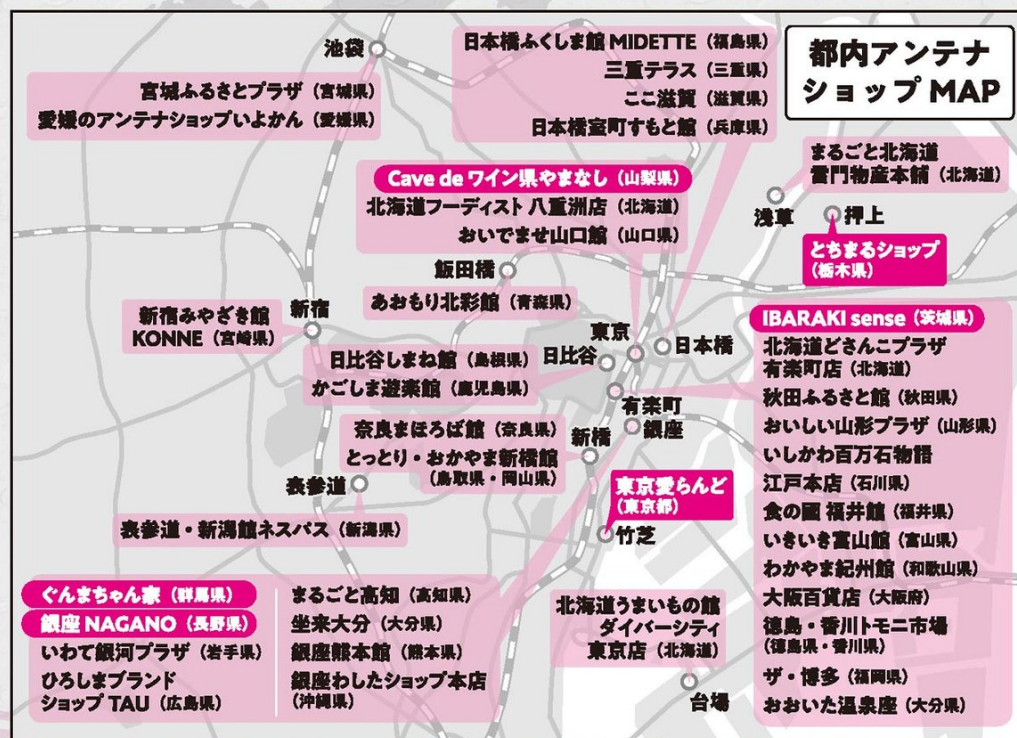 都内アンテナ
ショップ MAP
池袋
宮城ふるさとプラザ（宮城県）
愛媛のアンテナショップいよかん（愛媛県）
日本橋ふくしま館 MIDETTE（福島県）
三重テラス（三重県）
ここ滋賀（滋賀県）
日本橋室町すもと館（兵庫県）
まるごと北海道
雷門物産本舗（北海道）
浅草
押上
とちまるショップ
（栃木県）
Cave de ワイン県やまなし（山梨県）
北海道フーディスト 八重洲店（北海道）
おいでませ山口館（山口県）
飯田橋
あおもり北彩館（青森県）
新宿
新宿みやざき館
KONNE（宮崎県）
東京
日本橋
日比谷
日比谷しまね館（島根県）
かごしま遊楽館（鹿児島県）
有楽町
銀座
新橋
奈良まほろば館（奈良県）
とっとり・おかやま新橋館
（鳥取県・岡山県）
表参道
表参道・新潟館ネスパス（新潟県）
東京愛らんど
（東京都）
竹芝
IBARAKI sense（茨城県）
北海道どさんこプラザ
有楽町店（北海道）
秋田ふるさと館（秋田県）
おいしい山形プラザ（山形県）
いしかわ百万石物語
江戸本店（石川県）
食の國 福井館（福井県）
いきいき富山館（富山県）
わかやま紀州館（和歌山県）
大阪百貨店（大阪府）
徳島・香川トモニ市場
（徳島県・香川県）
ザ・博多（福岡県）
おおいた温泉座（大分県）
ぐんまちゃん家（群馬県）
銀座 NAGANO（長野県）
いわて銀河プラザ（岩手県）
ひろしまブランド
ショップ TAU（広島県）
まるごと高知（高知県）
坐来大分（大分県）
銀座熊本館（熊本県）
銀座わしたショップ本店
（沖縄県）
北海道うまいもの館
ダイバーシティ
東京店（北海道）
台場